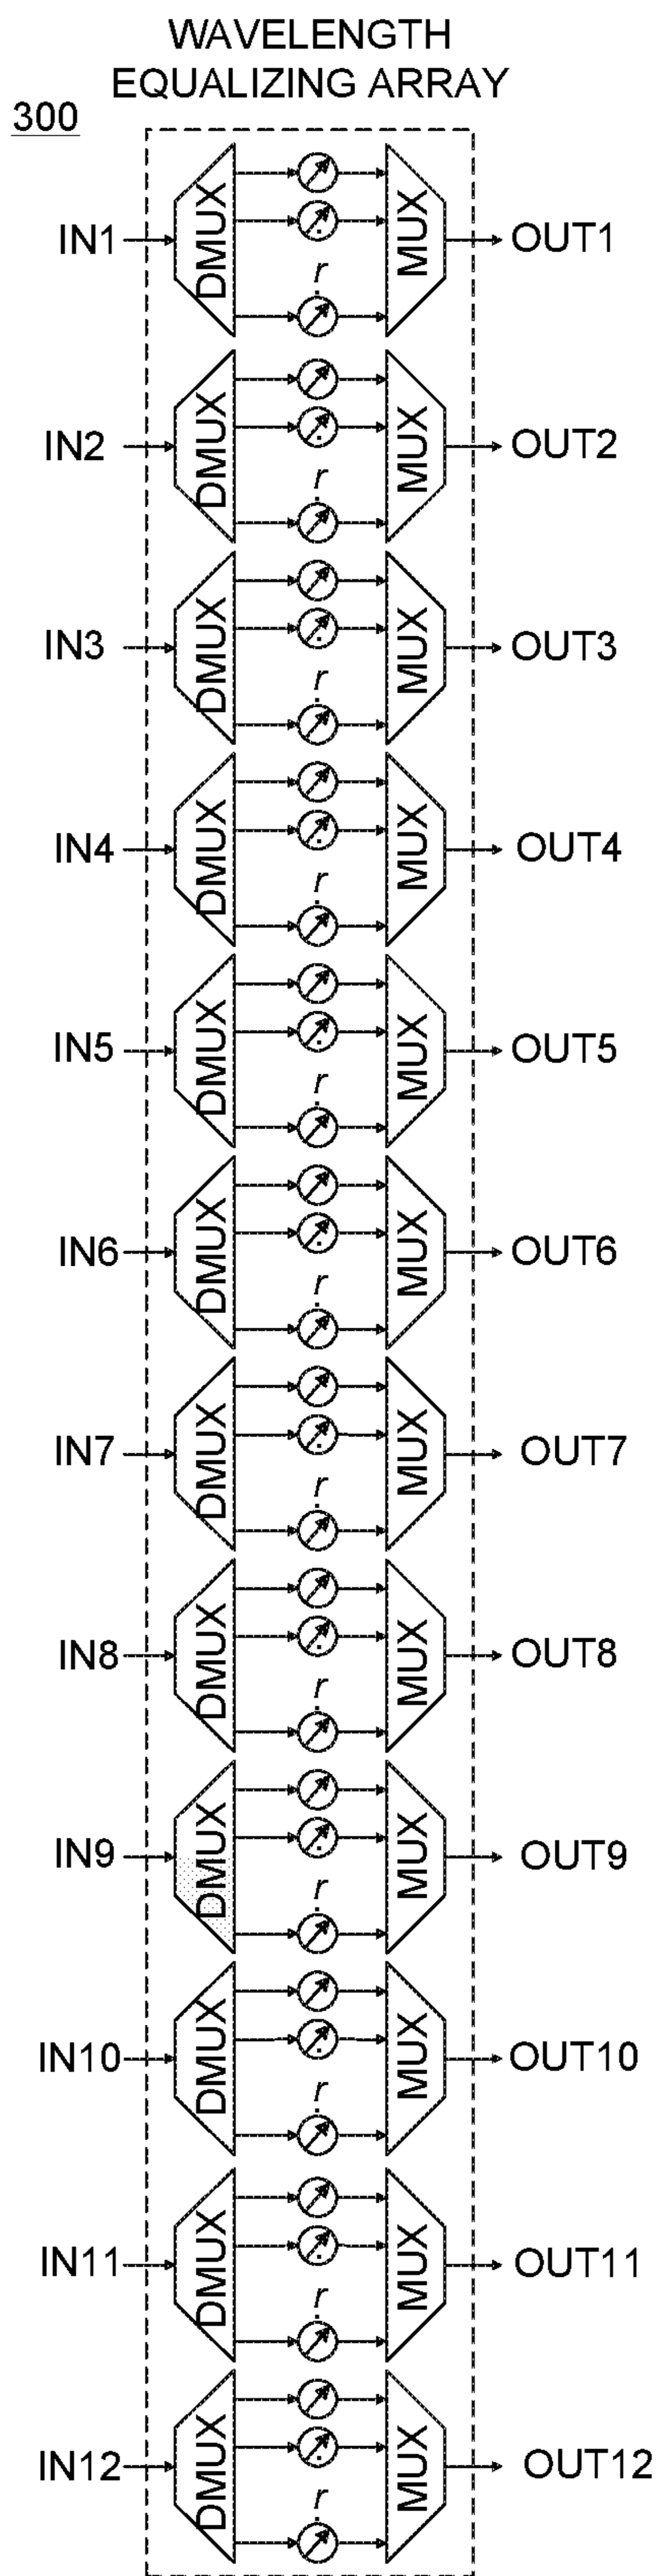 WAVELENGTH
EQUALIZING ARRAY
300
IN1 DMUX r MUX OUT1
IN2 DMUX r MUX OUT2
IN3 DMUX r MUX OUT3
IN4 DMUX r MUX OUT4
IN5 DMUX r MUX OUT5
IN6 DMUX r MUX OUT6
IN7 DMUX r MUX OUT7
IN8 DMUX r MUX OUT8
IN9 DMUX r MUX OUT9
IN10 DMUX r MUX OUT10
IN11 DMUX r MUX OUT11
IN12 DMUX r MUX OUT12